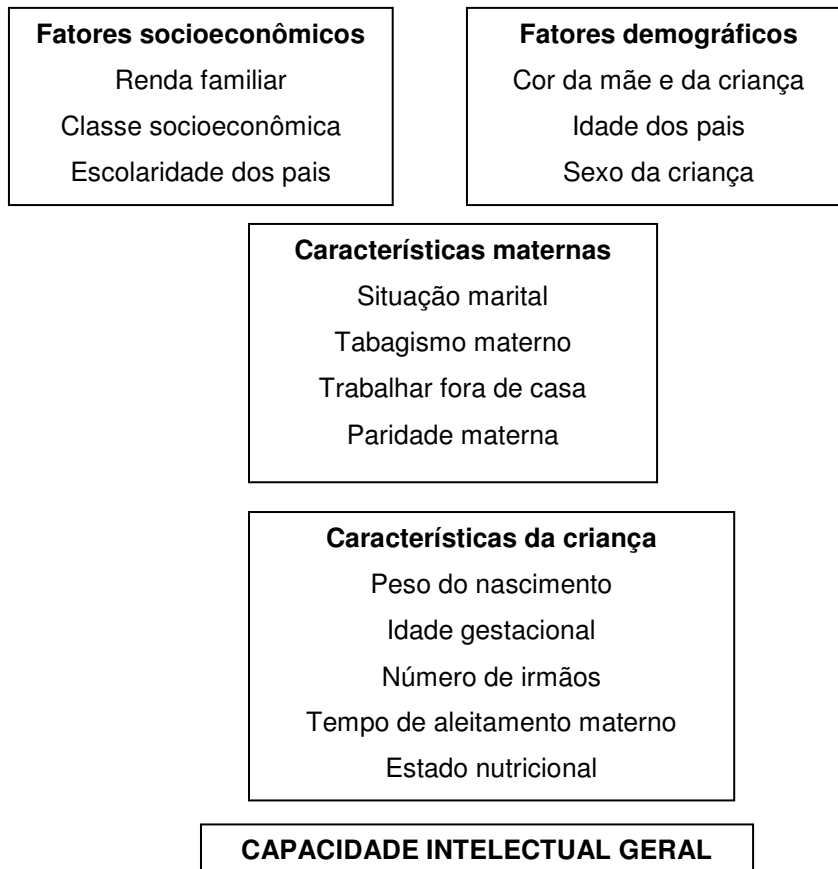 Fatores socioeconômicos
Renda familiar
Classe socioeconômica
Escolaridade dos pais
Fatores demográficos
Cor da mãe e da criança
Idade dos pais
Sexo da criança
Característíficas maternas
Situação marital
Tabagismo materno
Trabalhar fora de casa
Paridade materna
Característíficas da criança
Peso do nascimento
Idade gestacional
Número de irmãos
Tempo de aleitamento materno
Estado nutricional
CAPACIDADE INTELECTUAL GERAL